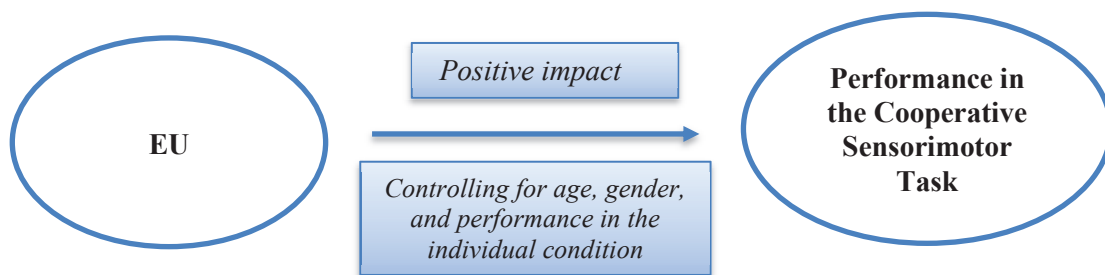 EU
Positive impact
Controlling for age, gender,
and performance in the
individual condition
Performance in
the Cooperative
Sensorimotor
Task